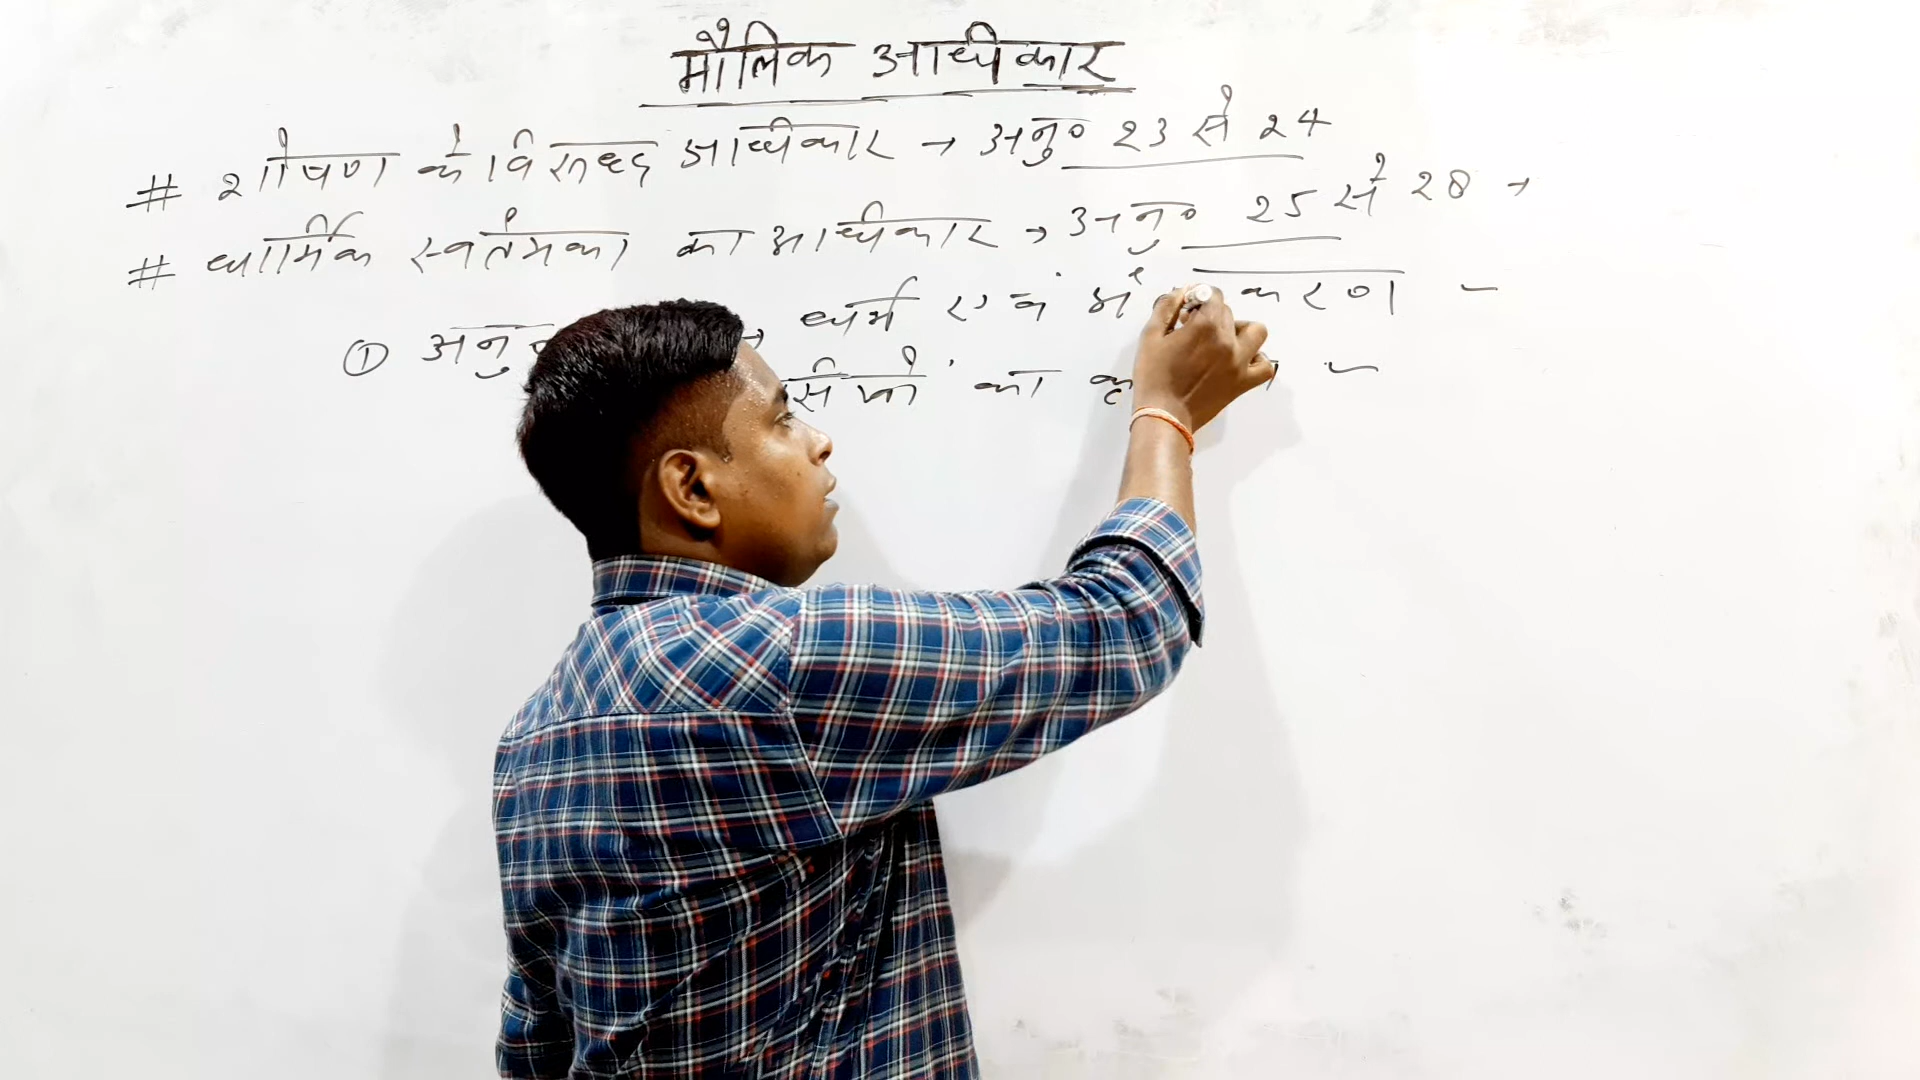 मौलिक अधिकार
# शोषण के विरुध्द अधिकार → अनु० 23 से 24
# धार्मिक स्वतंत्रता का अधिकार → अनु० 25 से 28 →
① अनु० → धर्म एवं करण ~
का ~